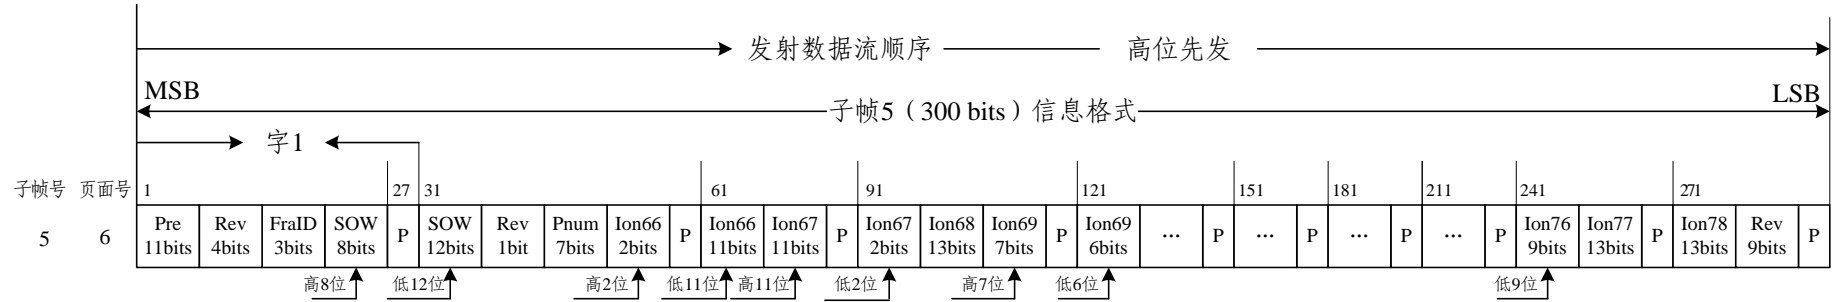 发射数据流顺序 高位先发
MSB LSB
子帧5（300 bits）信息格式
字1
子帧号 页面号 1 27 31 61 91 121 151 181 211 241 271
5 6 Pre 11bits Rev 4bits FraID 3bits SOW 8bits P SOW 12bits Rev 1bit Pnum 7bits Ion66 2bits P Ion66 11bits Ion67 11bits P Ion67 2bits Ion68 13bits Ion69 7bits P Ion69 6bits … P … P … P … P Ion76 9bits Ion77 13bits P Ion78 13bits Rev 9bits P
高8位 低12位 高2位 低11位 高11位 低2位 高7位 低6位 低9位